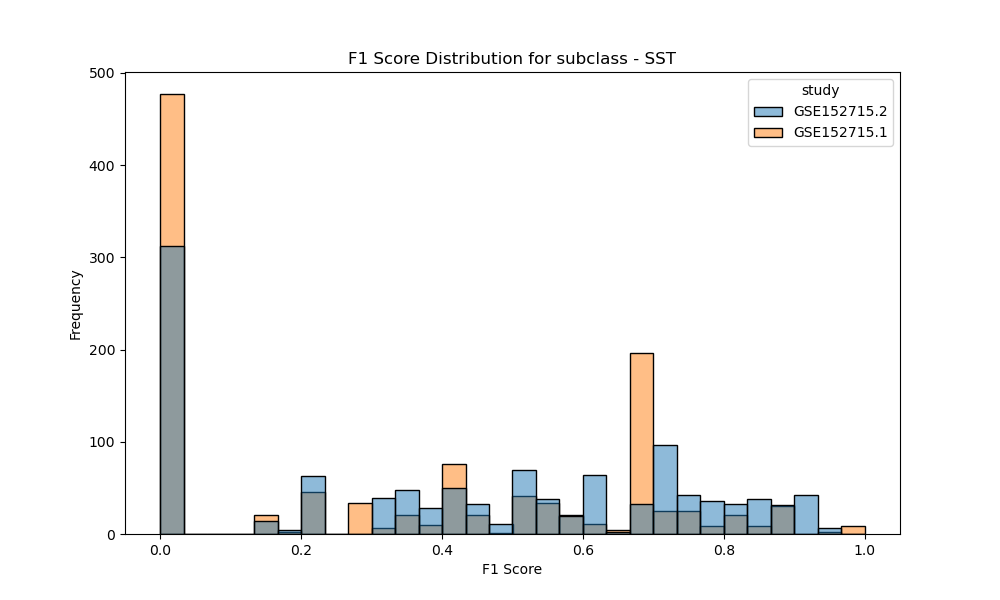 F1 Score Distribution for subclass - SST
study
GSE152715.2
GSE152715.1
Frequency
500
400
300
200
100
0
0.0 0.2 0.4 0.6 0.8 1.0
F1 Score